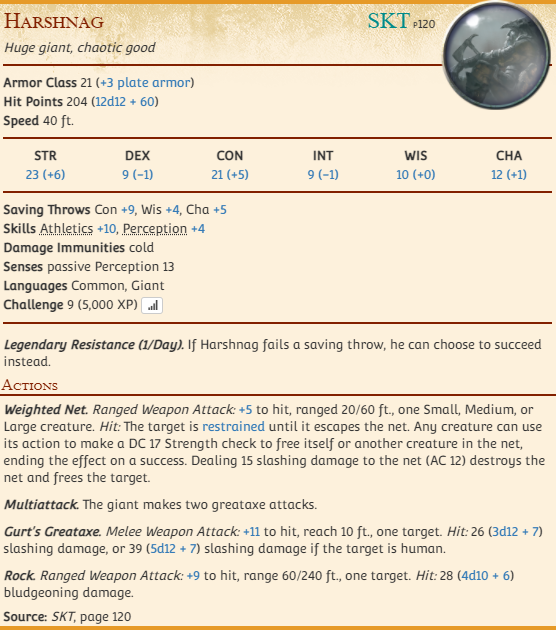 HARSHNAG SKT P120
Huge giant, chaotic good
Armor Class 21 (+3 plate armor)
Hit Points 204 (12d12 + 60)
Speed 40 ft.
STR DEX CON INT WIS CHA
23 (+6) 9 (−1) 21 (+5) 9 (−1) 10 (+0) 12 (+1)
Saving Throws Con +9, Wis +4, Cha +5
Skills Athletics +10, Perception +4
Damage Immunities cold
Senses passive Perception 13
Languages Common, Giant
Challenge 9 (5,000 XP)
Legendary Resistance (1/Day). If Harshnag fails a saving throw, he can choose to succeed
instead.
ACTIONS
Weighted Net. Ranged Weapon Attack: +5 to hit, ranged 20/60 ft., one Small, Medium, or
Large creature. Hit: The target is restrained until it escapes the net. Any creature can use
its action to make a DC 17 Strength check to free itself or another creature in the net,
ending the effect on a success. Dealing 15 slashing damage to the net (AC 12) destroys the
net and frees the target.
Multiattack. The giant makes two greataxe attacks.
Gurt's Greataxe. Melee Weapon Attack: +11 to hit, reach 10 ft., one target. Hit: 26 (3d12 + 7)
slashing damage, or 39 (5d12 + 7) slashing damage if the target is human.
Rock. Ranged Weapon Attack: +9 to hit, range 60/240 ft., one target. Hit: 28 (4d10 + 6)
bludgeoning damage.
Source: SKT, page 120